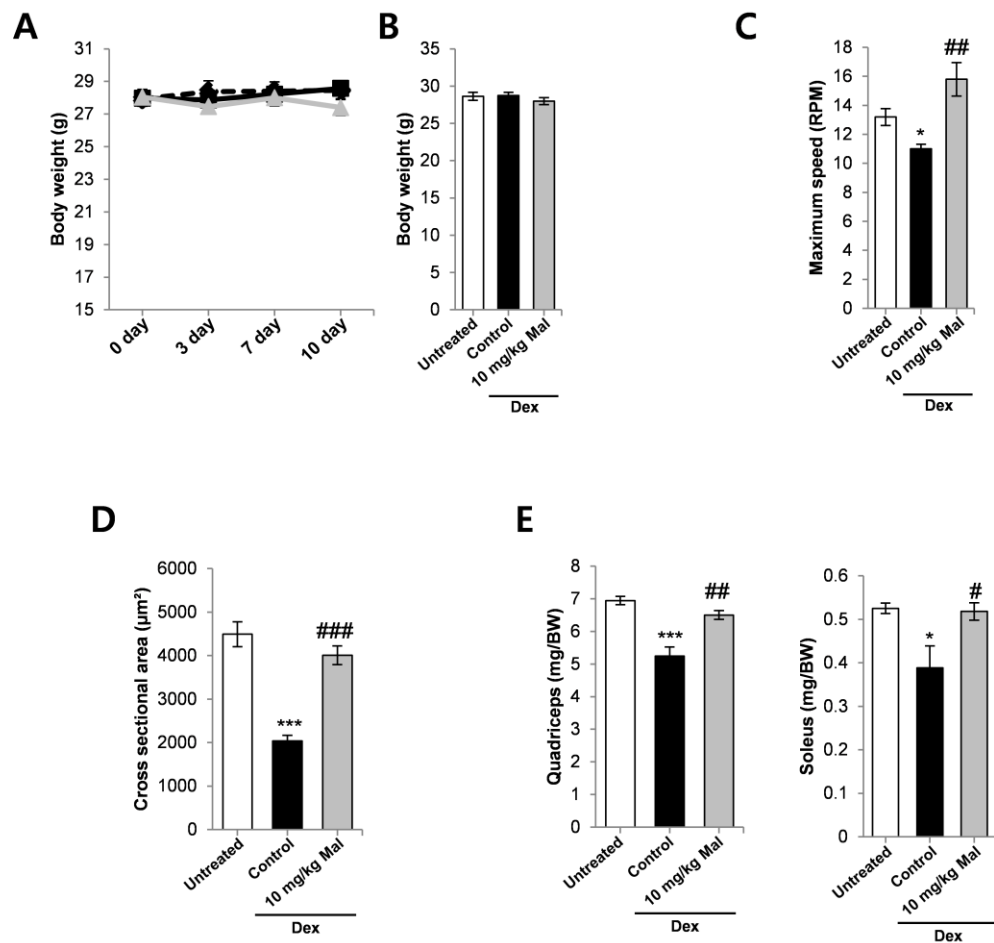 A
31
29
27
25
23
21
19
17
15
Body weight (g)
0 day
3 day
7 day
10 day
B
35
30
25
20
15
10
5
0
Body weight (g)
Untreated
Control
10 mg/kg Mal
Dex
C
18
16
14
12
10
8
6
4
2
0
Maximum speed (RPM)
*
##
Untreated
Control
10 mg/kg Mal
Dex
D
6000
5000
4000
3000
2000
1000
0
Cross sectional area (µm²)
***
###
Untreated
Control
10 mg/kg Mal
Dex
E
8
7
6
5
4
3
2
1
0
Quadriceps (mg/BW)
***
##
Untreated
Control
10 mg/kg Mal
Dex
0.6
0.5
0.4
0.3
0.2
0.1
0
Soleus (mg/BW)
*
#
Untreated
Control
10 mg/kg Mal
Dex